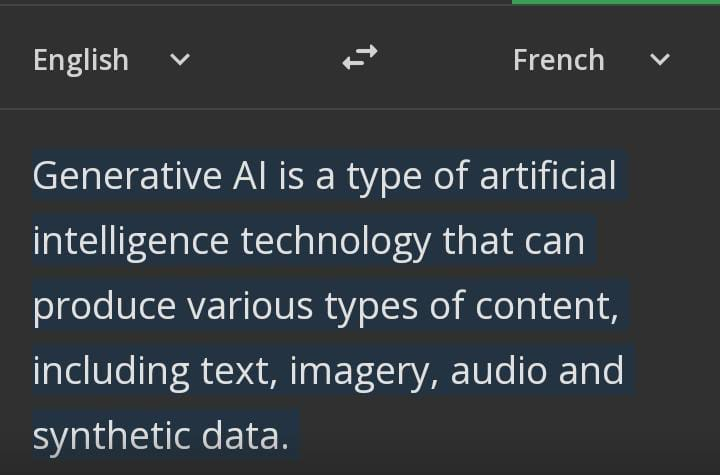 English French
Generative AI is a type of artificial
intelligence technology that can
produce various types of content,
including text, imagery, audio and
synthetic data.